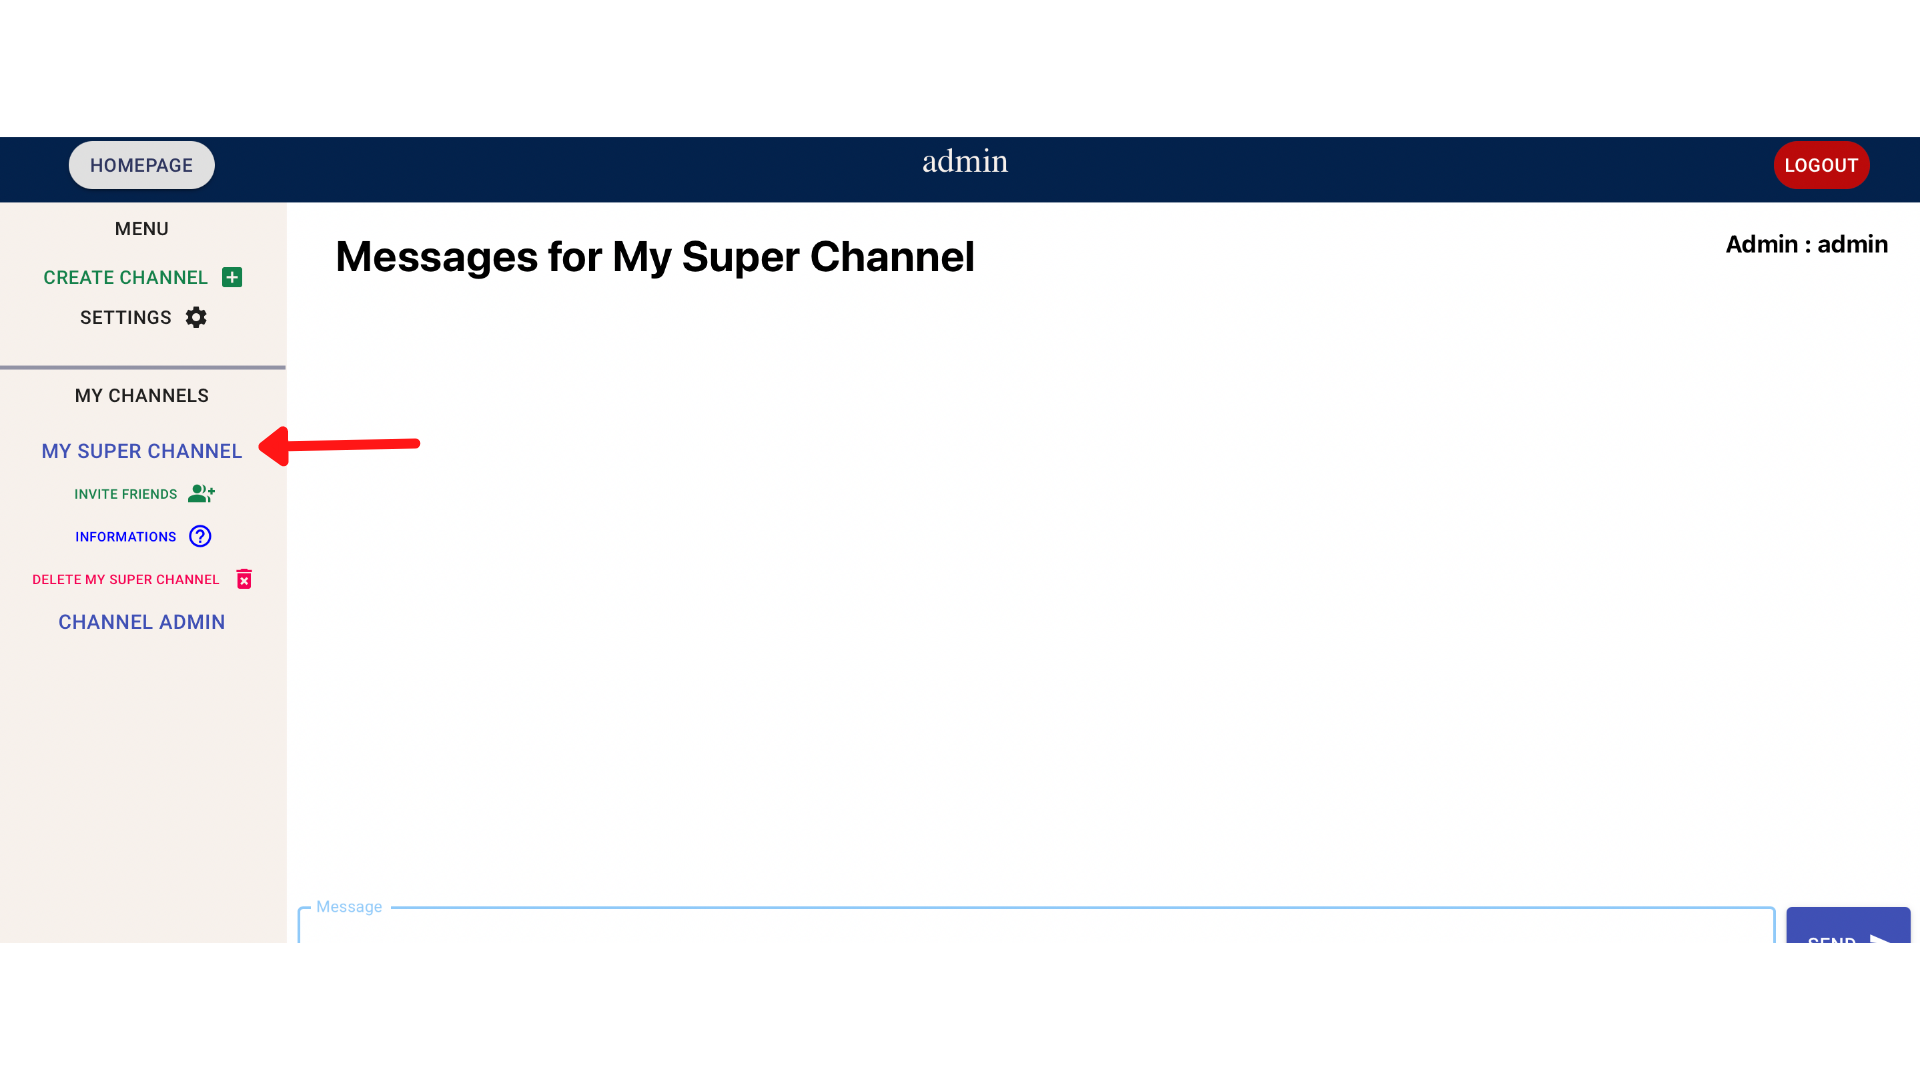 HOMEPAGE
admin
LOGOUT
MENU
CREATE CHANNEL
SETTINGS
MY CHANNELS
MY SUPER CHANNEL
INVITE FRIENDS
INFORMATIONS
DELETE MY SUPER CHANNEL
CHANNEL ADMIN
Messages for My Super Channel
Admin : admin
Message
SEND